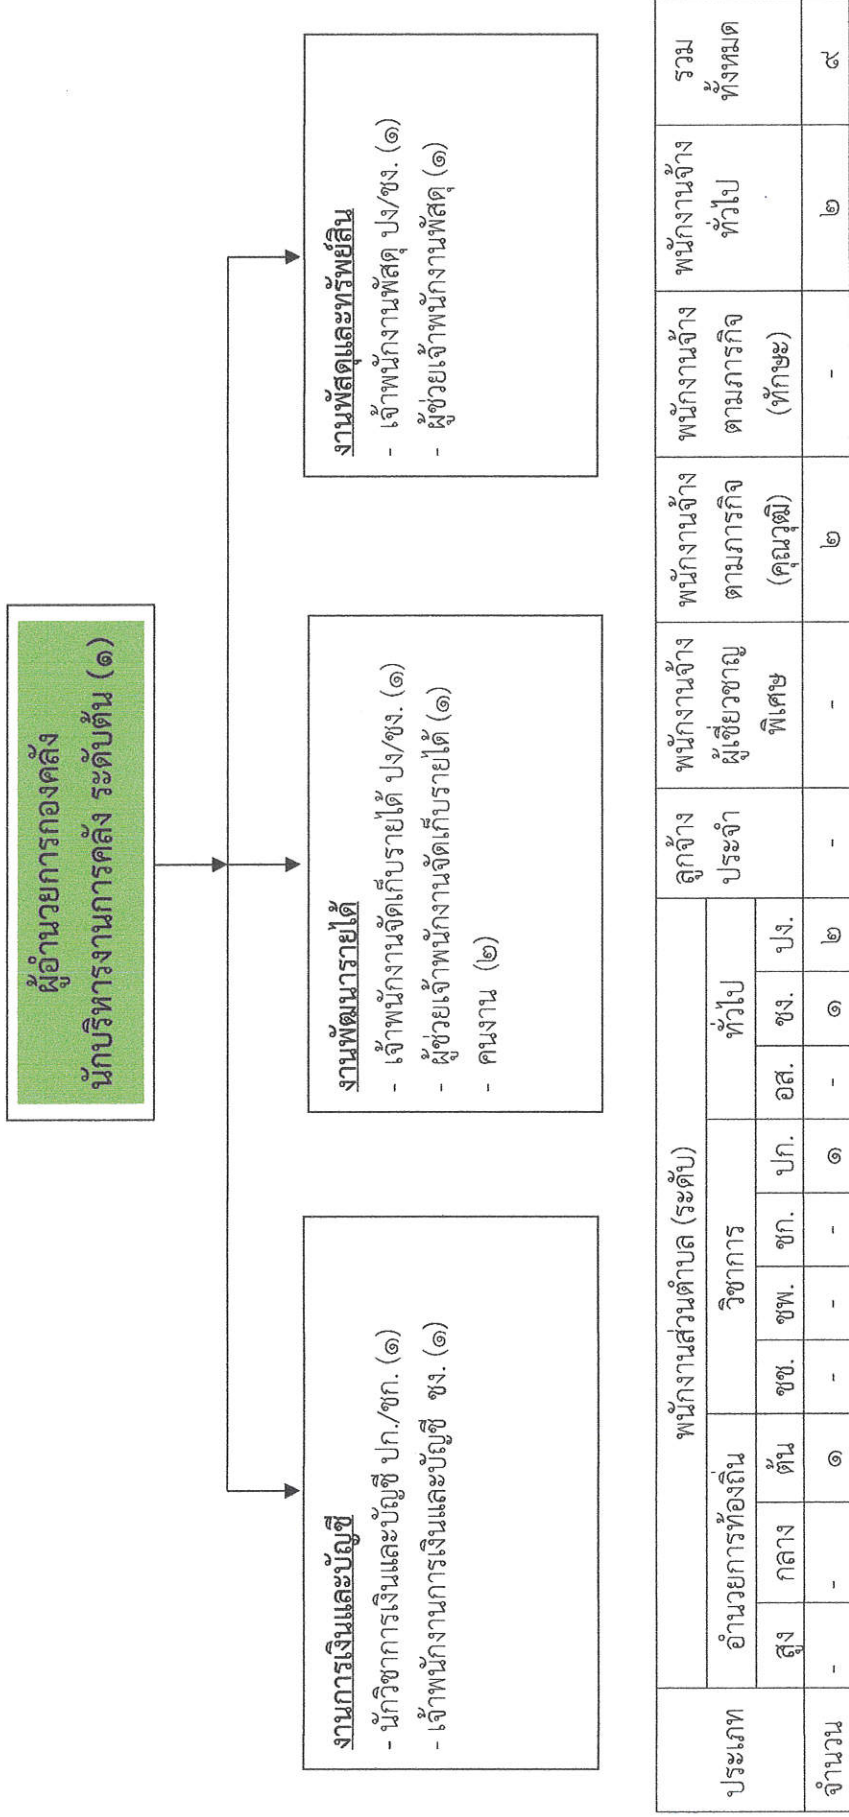 ผู้อำนวยการกองคลัง
นักบริหารงานการคลัง ระดับต้น (๑)
งานการเงินและบัญชี
- นักวิชาการเงินและบัญชี ปก./ชก. (๑)
- เจ้าพนักงานการเงินและบัญชี ชง. (๑)
งานพัฒนารายได้
- เจ้าพนักงานจัดเก็บรายได้ ปง/ชง. (๑)
- ผู้ช่วยเจ้าพนักงานจัดเก็บรายได้ (๑)
- คนงาน (๒)
งานพัสดุและทรัพย์สิน
- เจ้าพนักงานพัสดุ ปง/ชง. (๑)
- ผู้ช่วยเจ้าพนักงานพัสดุ (๑)
ประเภท
พนักงานส่วนตำบล (ระดับ)
ลูกจ้าง
ประจำ
พนักงานจ้าง
ผู้เชี่ยวชาญ
พิเศษ
พนักงานจ้าง
ตามภารกิจ
(คุณวุฒิ)
พนักงานจ้าง
ตามภารกิจ
(ทักษะ)
พนักงานจ้าง
ทั่วไป
รวม
ทั้งหมด
อำนวยการท้องถิ่น วิชาการ ทั่วไป
สูง กลาง ต้น ชช. ชพ. ชก. ปก. อส. ชง. ปง.
จำนวน - - ๑ - - - ๑ - ๑ ๒ - - ๒ - ๒ ๙